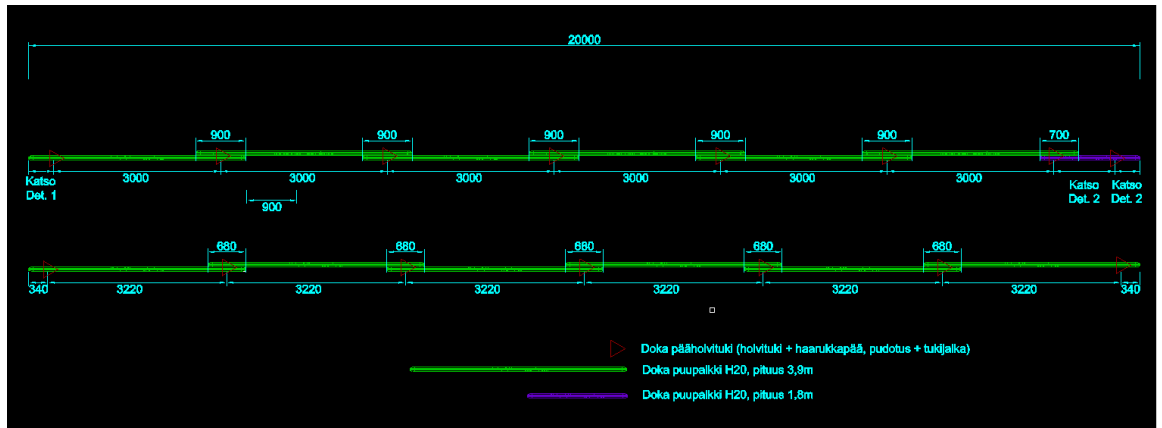 20000
900 900 900 900 900 700
3000 3000 3000 3000 3000 3000
Katso Katso Katso
Det. 1 Det. 2 Det. 2
900
680 680 680 680 680
340 3220 3220 3220 3220 3220 3220 340
Doka pääholvituki (holvituki + haarukkapää, pudotus + tukijalka)
Doka puupalkki H20, pituus 3,9m
Doka puupalkki H20, pituus 1,8m